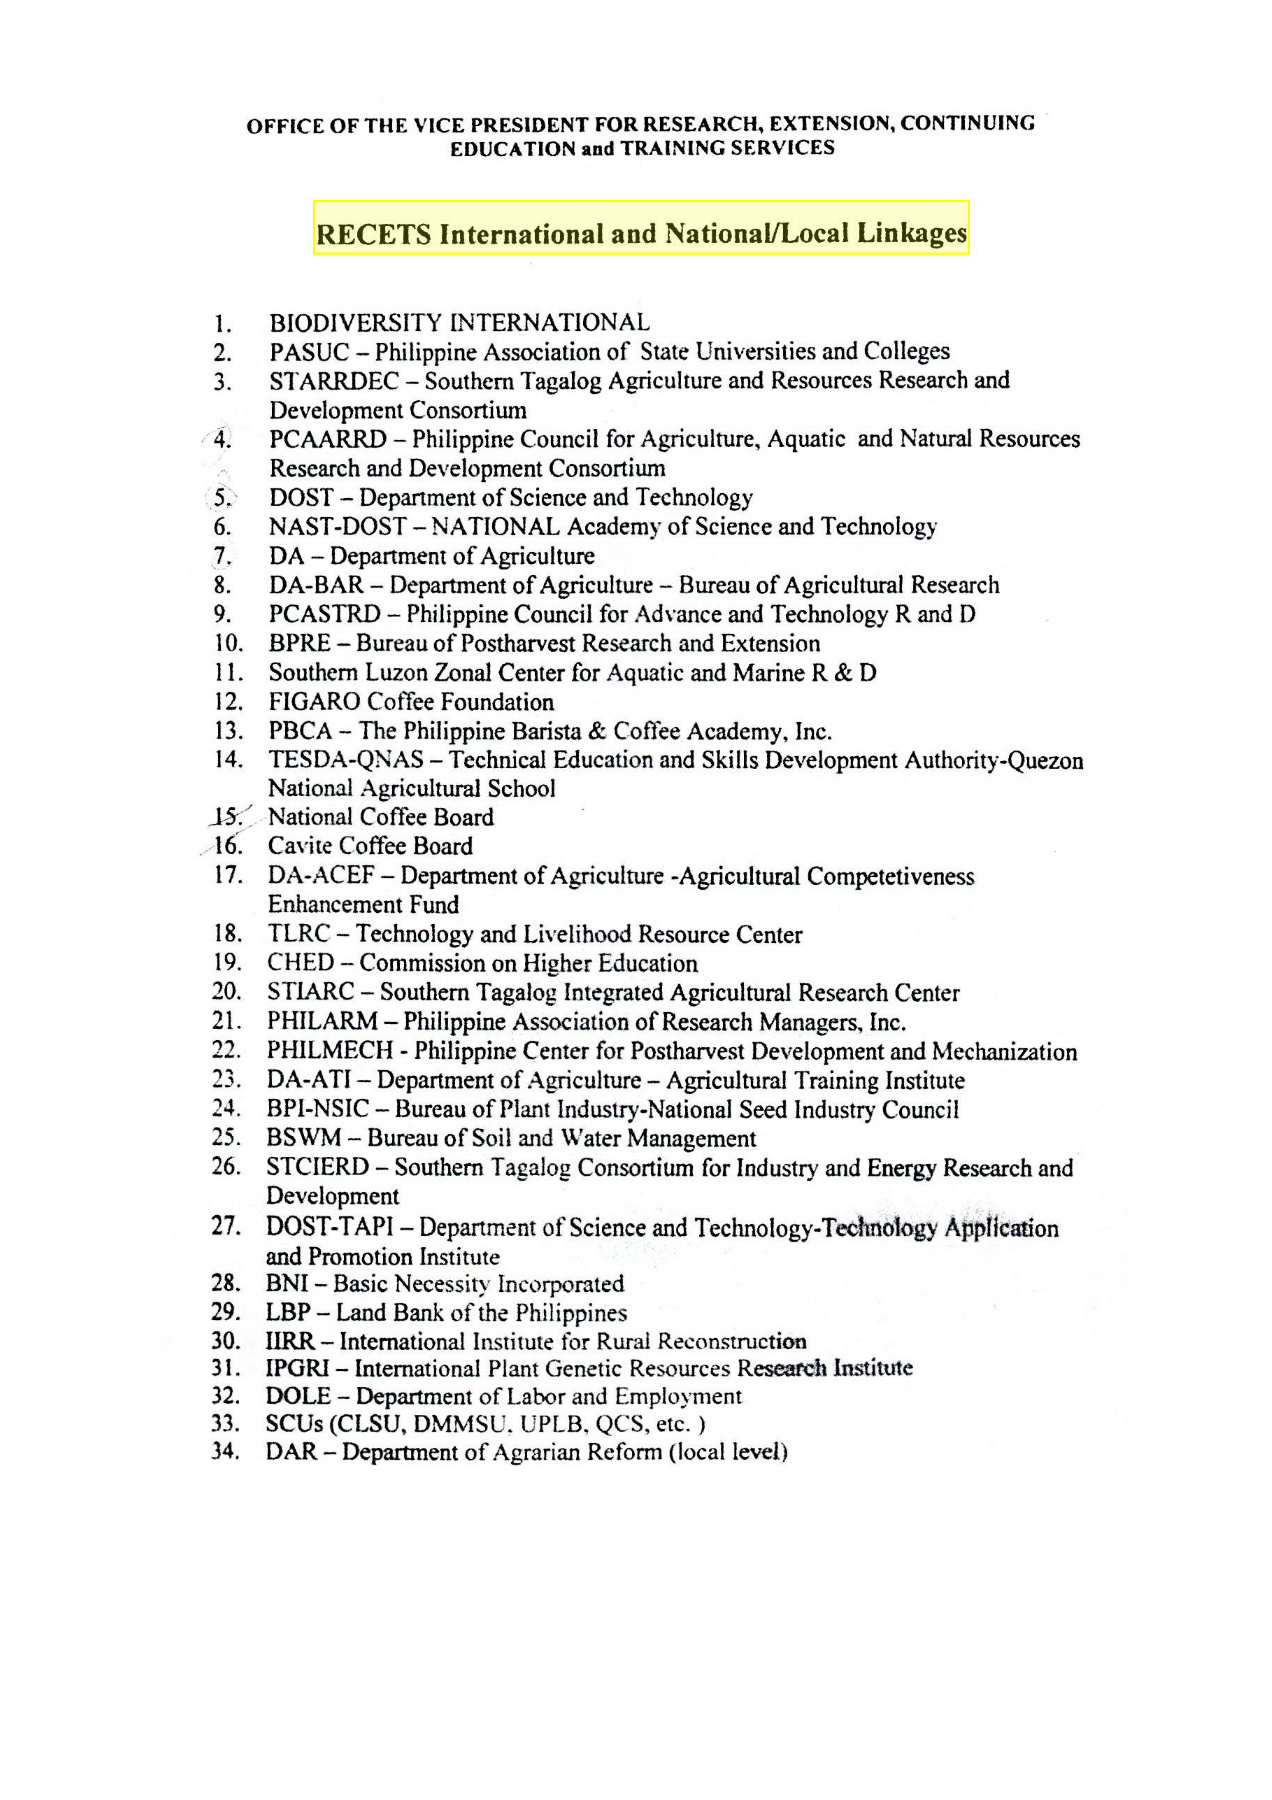 OFFICE OF THE VICE PRESIDENT FOR RESEARCH, EXTENSION, CONTINUING
EDUCATION and TRAINING SERVICES
RECETS International and National/Local Linkages
1. BIODIVERSITY INTERNATIONAL
2. PASUC – Philippine Association of State Universities and Colleges
3. STARRDEC – Southern Tagalog Agriculture and Resources Research and
Development Consortium
4. PCAARRD – Philippine Council for Agriculture, Aquatic and Natural Resources
Research and Development Consortium
5. DOST – Department of Science and Technology
6. NAST-DOST – NATIONAL Academy of Science and Technology
7. DA – Department of Agriculture
8. DA-BAR – Department of Agriculture – Bureau of Agricultural Research
9. PCASTRD – Philippine Council for Advance and Technology R and D
10. BPRE – Bureau of Postharvest Research and Extension
11. Southern Luzon Zonal Center for Aquatic and Marine R & D
12. FIGARO Coffee Foundation
13. PBCA – The Philippine Barista & Coffee Academy, Inc.
14. TESDA-QNAS – Technical Education and Skills Development Authority-Quezon
National Agricultural School
15. National Coffee Board
16. Cavite Coffee Board
17. DA-ACEF – Department of Agriculture -Agricultural Competetiveness
Enhancement Fund
18. TLRC – Technology and Livelihood Resource Center
19. CHED – Commission on Higher Education
20. STIARC – Southern Tagalog Integrated Agricultural Research Center
21. PHILARM – Philippine Association of Research Managers, Inc.
22. PHILMECH - Philippine Center for Postharvest Development and Mechanization
23. DA-ATI – Department of Agriculture – Agricultural Training Institute
24. BPI-NSIC – Bureau of Plant Industry-National Seed Industry Council
25. BSWM – Bureau of Soil and Water Management
26. STCIERD – Southern Tagalog Consortium for Industry and Energy Research and
Development
27. DOST-TAPI – Department of Science and Technology-Technology Application
and Promotion Institute
28. BNI – Basic Necessity Incorporated
29. LBP – Land Bank of the Philippines
30. IIRR – International Institute for Rural Reconstruction
31. IPGRI – International Plant Genetic Resources Research Institute
32. DOLE – Department of Labor and Employment
33. SCUs (CLSU, DMMSU. UPLB, QCS, etc. )
34. DAR – Department of Agrarian Reform (local level)